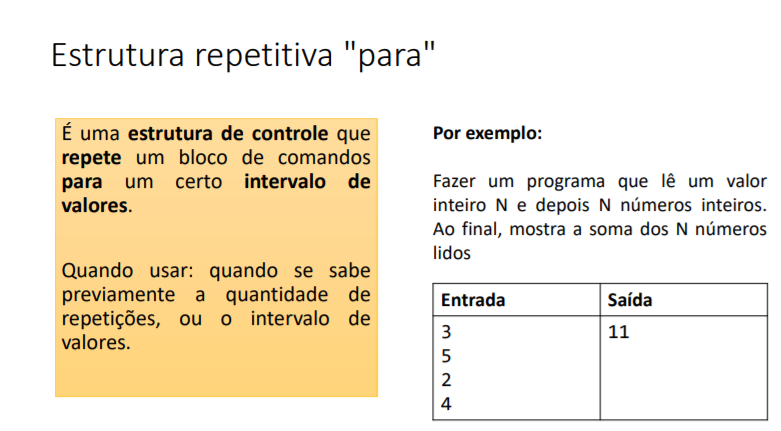 Estrutura repetitiva "para"
É uma estrutura de controle que
repete um bloco de comandos
para um certo intervalo de
valores.
Quando usar: quando se sabe
previamente a quantidade de
repetições, ou o intervalo de
valores.
Por exemplo:
Fazer um programa que lê um valor
inteiro N e depois N números inteiros.
Ao final, mostra a soma dos N números
lidos
Entrada Saída
3 11
5
2
4